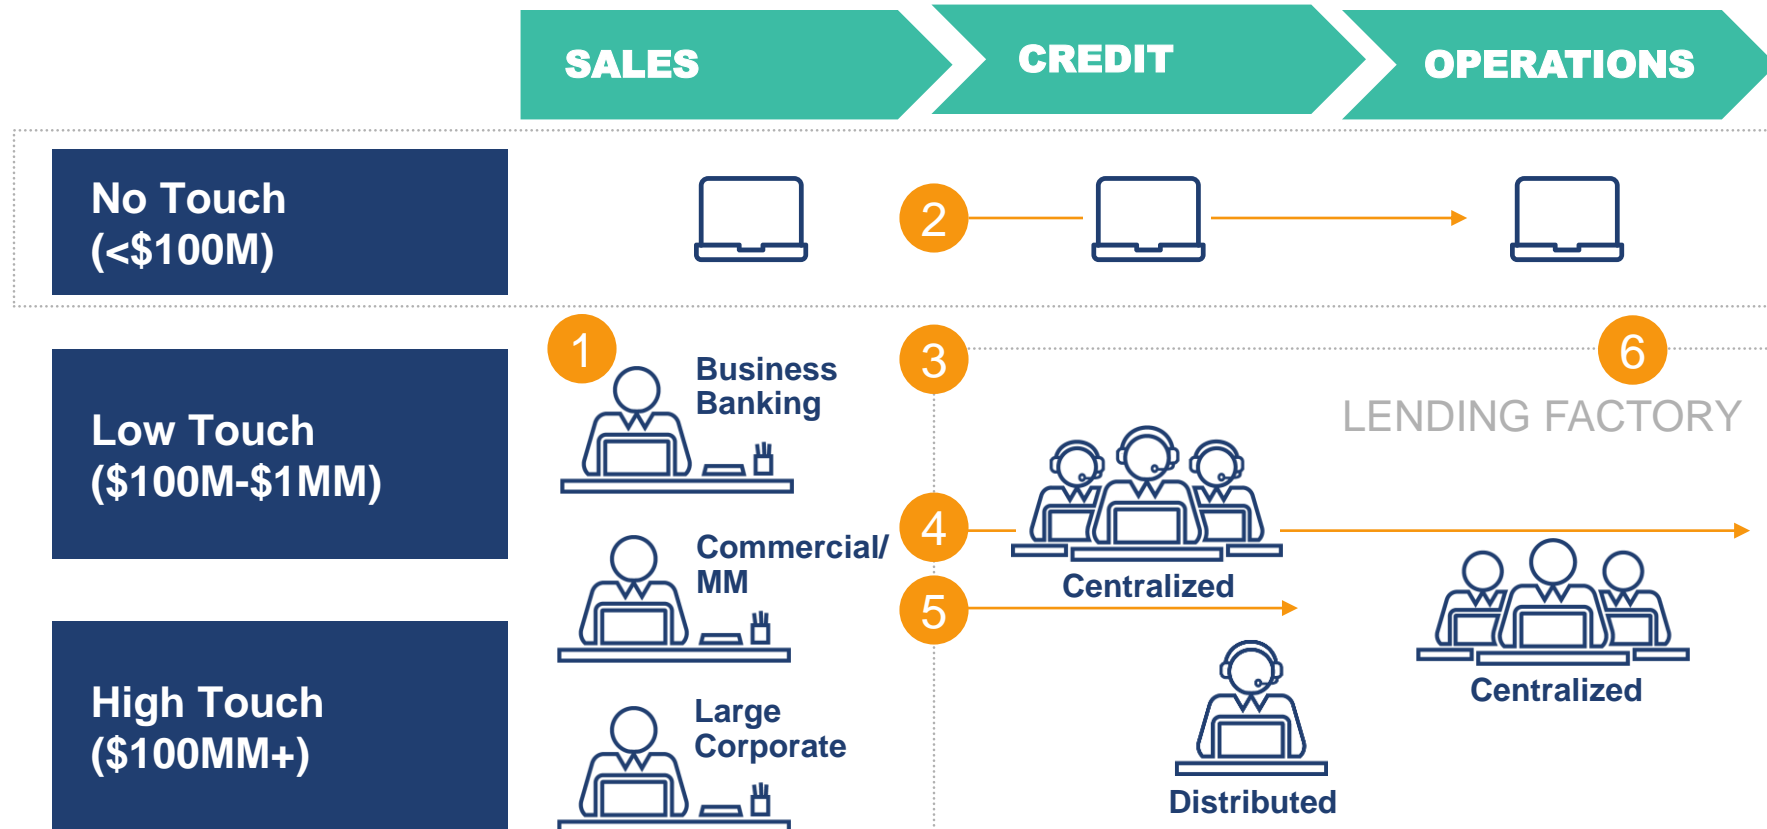 SALES
CREDIT
OPERATIONS
No Touch
(<$100M)
2
1
Business
Banking
3
6
LENDING FACTORY
Low Touch
($100M-$1MM)
4
Centralized
Commercial/
MM
5
Centralized
High Touch
($100MM+)
Large
Corporate
Distributed